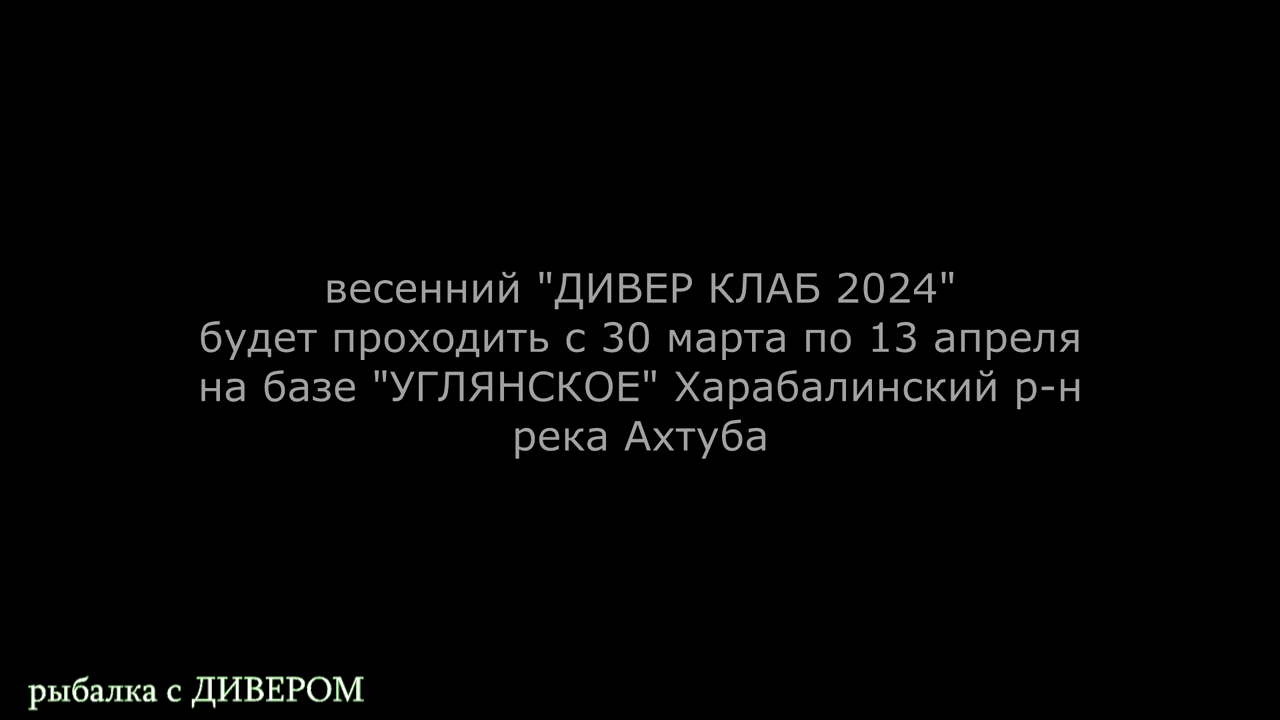 весенний "ДИВЕР КЛАБ 2024"
будет проходить с 30 марта по 13 апреля
на базе "УГЛЯНСКОЕ" Харабалинский р-н
река Ахтуба
рыбалка с ДИВЕРОМ